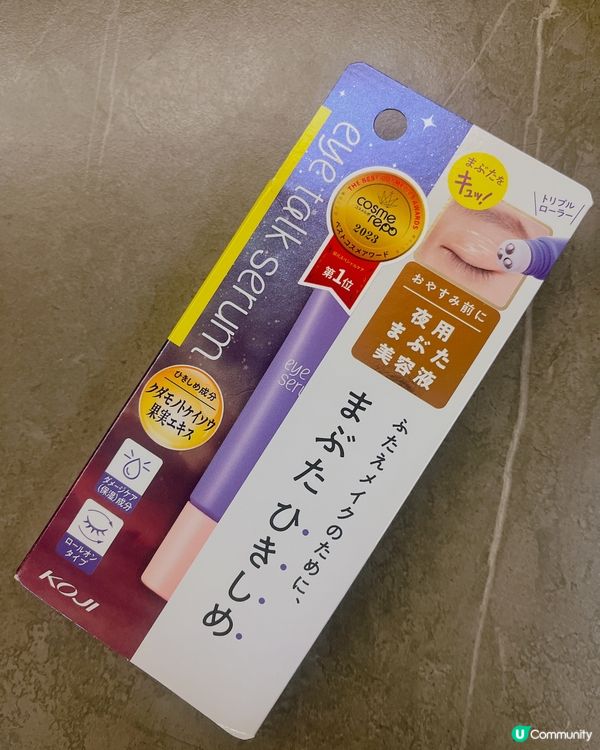 eye talk serum
THE BEST COSMETICS AWARDS
cosme
repo
2023
ベストコスメアワード
第1位
まぶたを
キュッ!
トリプル
ローラー
おやすみ前に
夜用
まぶた
美容液
ふたえメイクのために、
まぶたひきしめ
eye
seru
ひきしめ成分
クダモノトケイソウ
果実エキス
ダメージケア
(保湿)成分
ロールオン
タイプ
KOJI
U Community